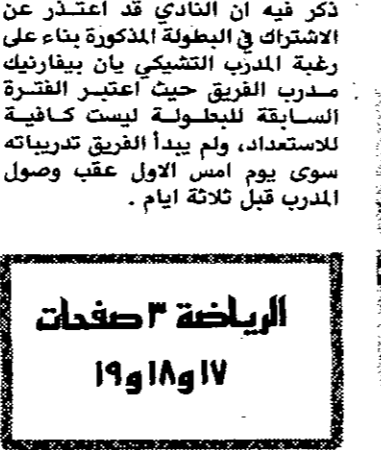 ذكر فيه ان النادي قد اعتذر عن
الاشتراك في البطولة المذكورة بناء على
رغبة المدرب التشيكي يان بيفارنيك
مدرب الفريق حيث اعتبر الفترة
السابقة للبطولة ليست كافية
للاستعداد، ولم يبدأ الفريق تدريباته
سوى يوم امس الاول عقب وصول
المدرب قبل ثلاثة ايام .
الرياضة ٣ صفحات
١٧ و١٨ و١٩